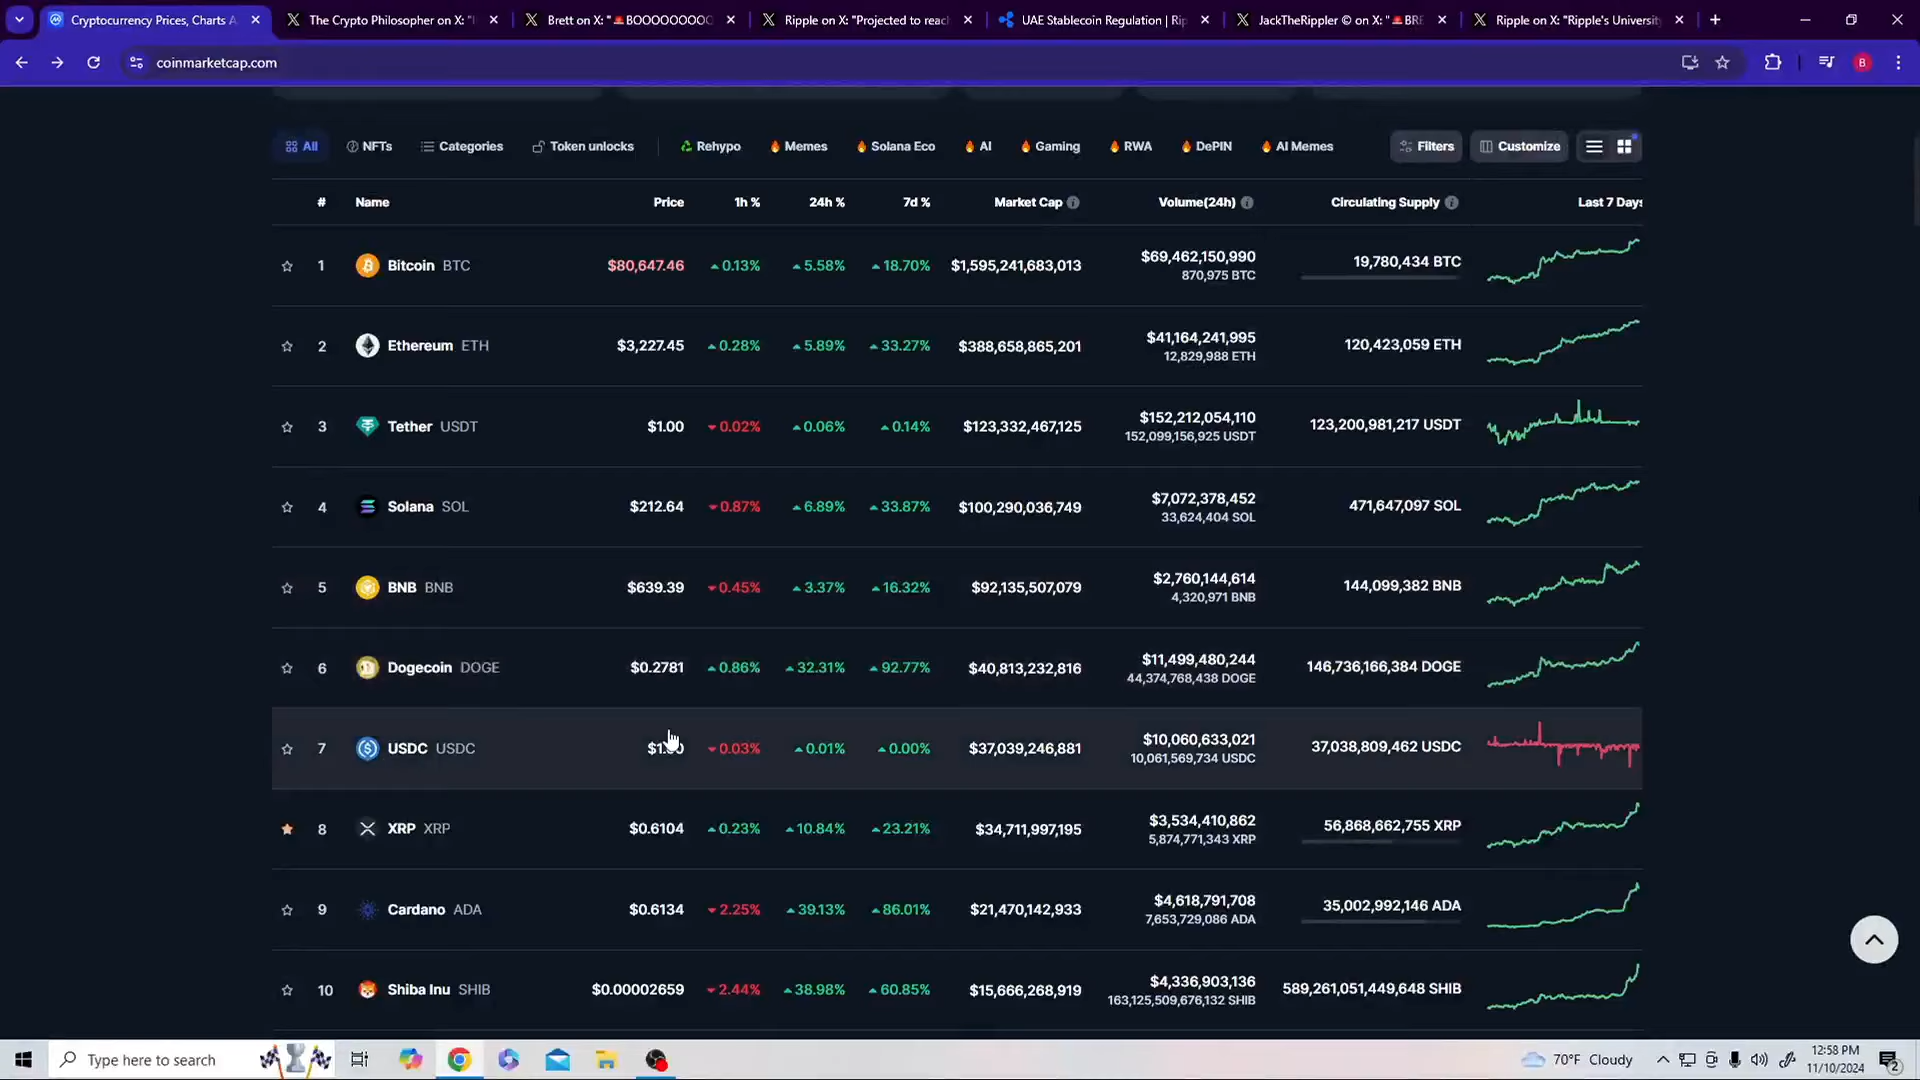 Cryptocurrency Prices, Charts A
The Crypto Philosopher on X: "
Brett on X: "🚨BOOOOOOOOO
Ripple on X: "Projected to reac
UAE Stablecoin Regulation | Rip
JackTheRippler © on X: "🚨BRE
Ripple on X: "Ripple's University
coinmarketcap.com
B
All NFTs Categories Token unlocks Rehypo Memes Solana Eco AI Gaming RWA DePIN AI Memes Filters Customize
# Name Price 1h % 24h % 7d % Market Cap Volume(24h) Circulating Supply Last 7 Days
1 Bitcoin BTC $80,647.46 0.13% 5.58% 18.70% $1,595,241,683,013 $69,462,150,990 19,780,434 BTC
870,975 BTC
2 Ethereum ETH $3,227.45 0.28% 5.89% 33.27% $388,658,865,201 $41,164,241,995 120,423,059 ETH
12,829,988 ETH
3 Tether USDT $1.00 0.02% 0.06% 0.14% $123,332,467,125 $152,212,054,110 123,200,981,217 USDT
152,099,156,925 USDT
4 Solana SOL $212.64 0.87% 6.89% 33.87% $100,290,036,749 $7,072,378,452 471,647,097 SOL
33,624,404 SOL
5 BNB BNB $639.39 0.45% 3.37% 16.32% $92,135,507,079 $2,760,144,614 144,099,382 BNB
4,320,971 BNB
6 Dogecoin DOGE $0.2781 0.86% 32.31% 92.77% $40,813,232,816 $11,499,480,244 146,736,166,384 DOGE
44,374,768,438 DOGE
7 USDC USDC 0.03% 0.01% 0.00% $37,039,246,881 $10,060,633,021 37,038,809,462 USDC
10,061,569,734 USDC
8 XRP XRP $0.6104 0.23% 10.84% 23.21% $34,711,997,195 $3,534,410,862 56,868,662,755 XRP
5,874,771,343 XRP
9 Cardano ADA $0.6134 2.25% 39.13% 86.01% $21,470,142,933 $4,618,791,708 35,002,992,146 ADA
7,653,729,086 ADA
10 Shiba Inu SHIB $0.00002659 2.44% 38.98% 60.85% $15,666,268,919 $4,336,903,136 589,261,051,449,648 SHIB
163,125,509,676,132 SHIB
Type here to search
70°F Cloudy
12:58 PM
11/10/2024
2